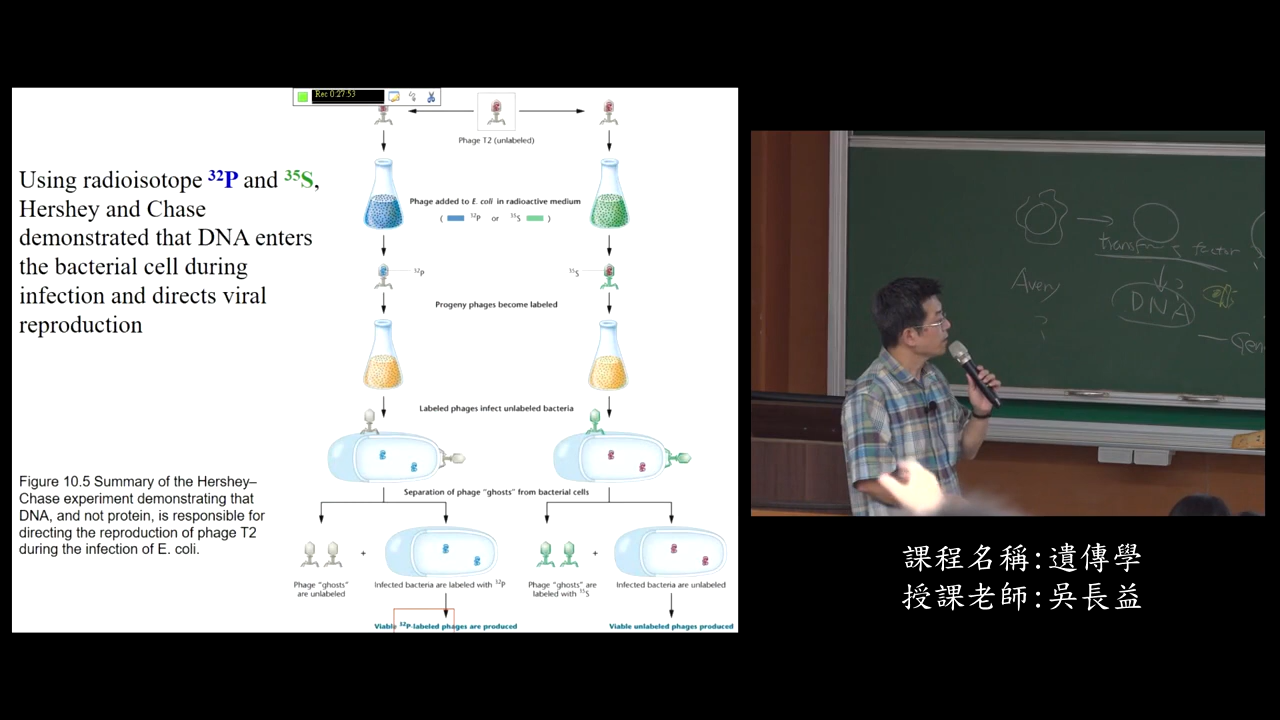 Rec 0:27:53
Phage T2 (unlabeled)
Using radioisotope 32P and 35S,
Hershey and Chase
demonstrated that DNA enters
the bacterial cell during
infection and directs viral
reproduction
Phage added to E. coli in radioactive medium
( 32P or 35S )
32P
35S
Progeny phages become labeled
Labeled phages infect unlabeled bacteria
Separation of phage "ghosts" from bacterial cells
Figure 10.5 Summary of the Hershey–
Chase experiment demonstrating that
DNA, and not protein, is responsible for
directing the reproduction of phage T2
during the infection of E. coli.
Phage "ghosts"
are unlabeled
+
Infected bacteria are labeled with 32P
Phage "ghosts" are
labeled with 35S
+
Infected bacteria are unlabeled
Viable 32P-labeled phages are produced
Viable unlabeled phages produced
factor
Avery
?
DNA
?
課程名稱:遺傳學
授課老師:吳長益